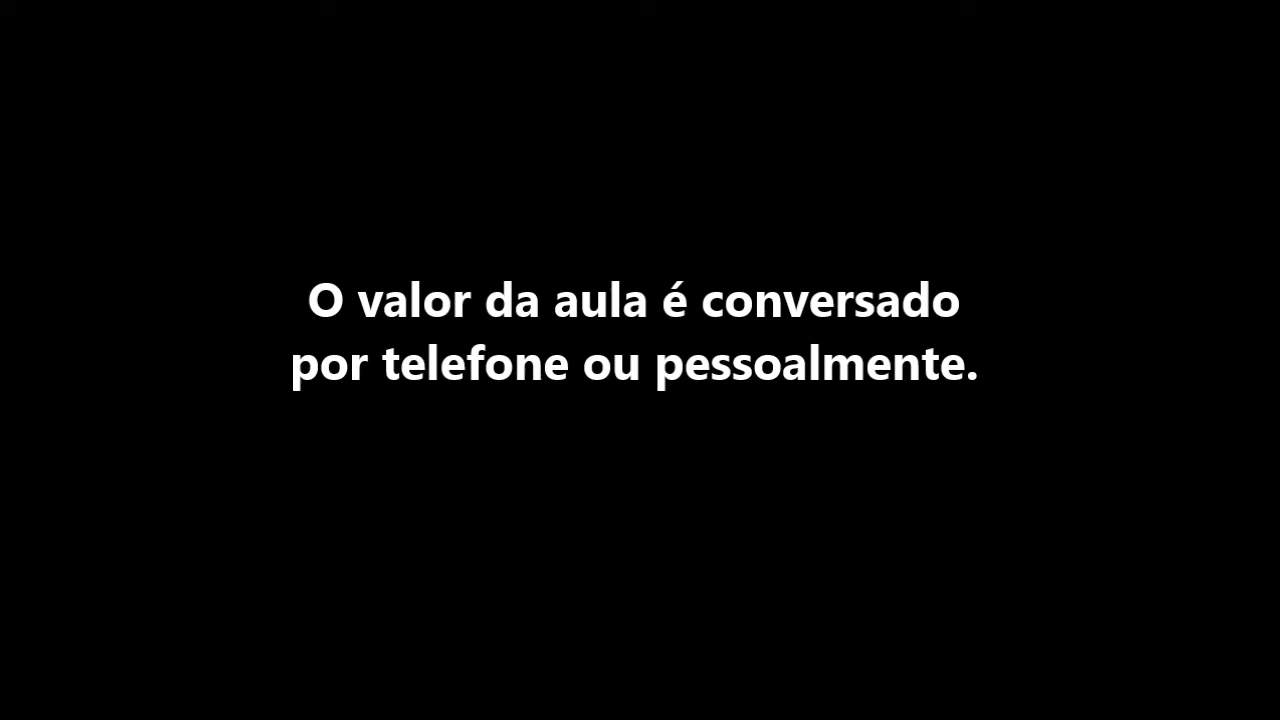 O valor da aula é conversado
por telefone ou pessoalmente.